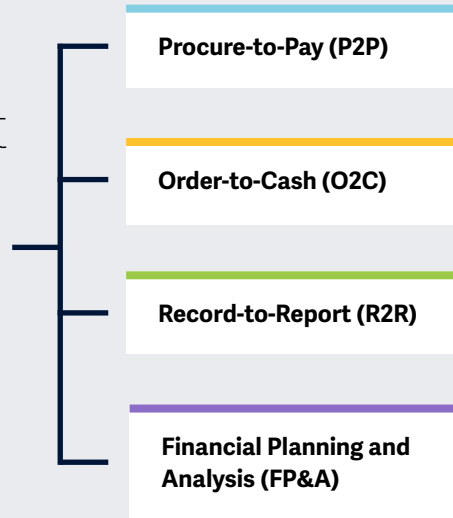 Procure-to-Pay (P2P)
Order-to-Cash (O2C)
Record-to-Report (R2R)
Financial Planning and
Analysis (FP&A)